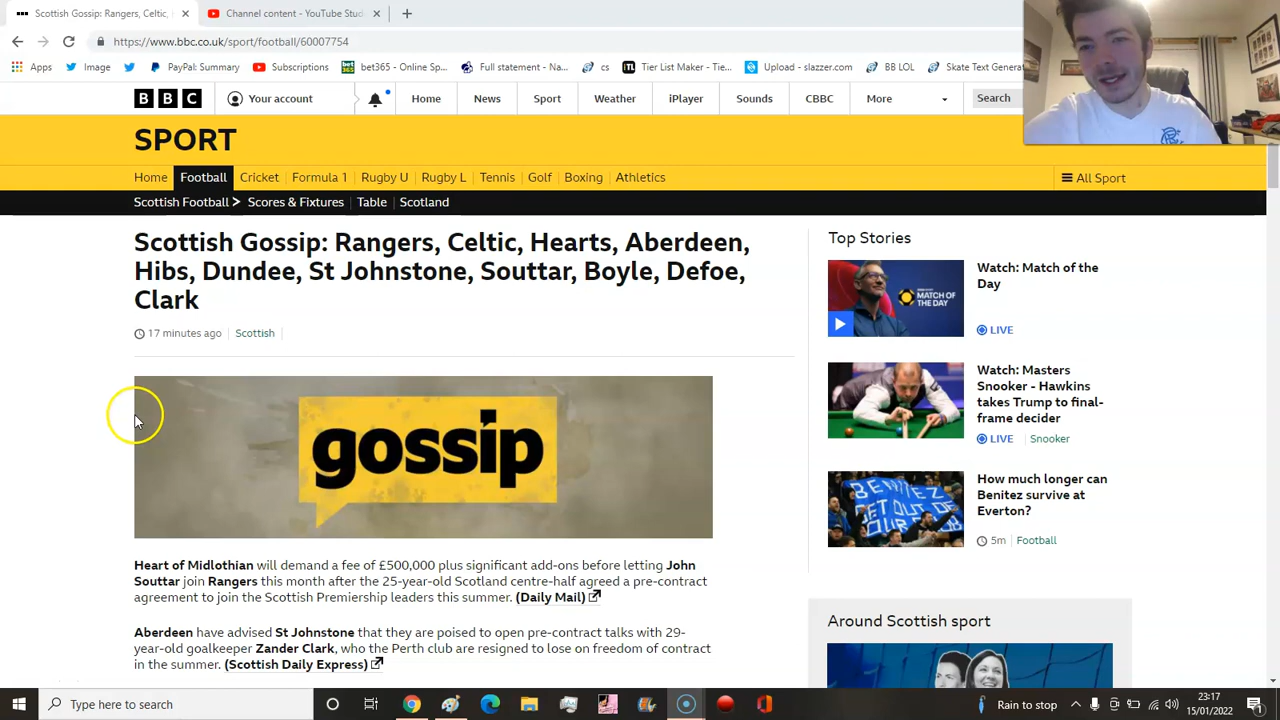 Scottish Gossip: Rangers, Celtic, 
Channel content - YouTube Stud
https://www.bbc.co.uk/sport/football/60007754
Apps Image PayPal: Summary Subscriptions bet365 - Online Sp... Full statement - Na... cs Tier List Maker - Tie... Upload - slazzer.com BB LOL Skate Text Genera
BBC Your account Home News Sport Weather iPlayer Sounds CBBC More Search
SPORT
Home Football Cricket Formula 1 Rugby U Rugby L Tennis Golf Boxing Athletics All Sport
Scottish Football Scores & Fixtures Table Scotland
Scottish Gossip: Rangers, Celtic, Hearts, Aberdeen,
Hibs, Dundee, St Johnstone, Souttar, Boyle, Defoe,
Clark
17 minutes ago Scottish
gossip
Heart of Midlothian will demand a fee of £500,000 plus significant add-ons before letting John
Souttar join Rangers this month after the 25-year-old Scotland centre-half agreed a pre-contract
agreement to join the Scottish Premiership leaders this summer. (Daily Mail)
Aberdeen have advised St Johnstone that they are poised to open pre-contract talks with 29-
year-old goalkeeper Zander Clark, who the Perth club are resigned to lose on freedom of contract
in the summer. (Scottish Daily Express)
Top Stories
MATCH OF
THE DAY
Watch: Match of the
Day
LIVE
Watch: Masters
Snooker - Hawkins
takes Trump to final-
frame decider
LIVE Snooker
BENITEZ
GET OUT OF
OUR CLUB
How much longer can
Benitez survive at
Everton?
5m Football
Around Scottish sport
Type here to search
Rain to stop
23:17
15/01/2022